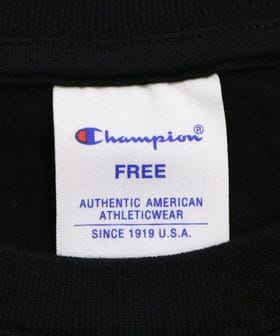 Champion®
FREE
AUTHENTIC AMERICAN
ATHLETICWEAR
SINCE 1919 U.S.A.